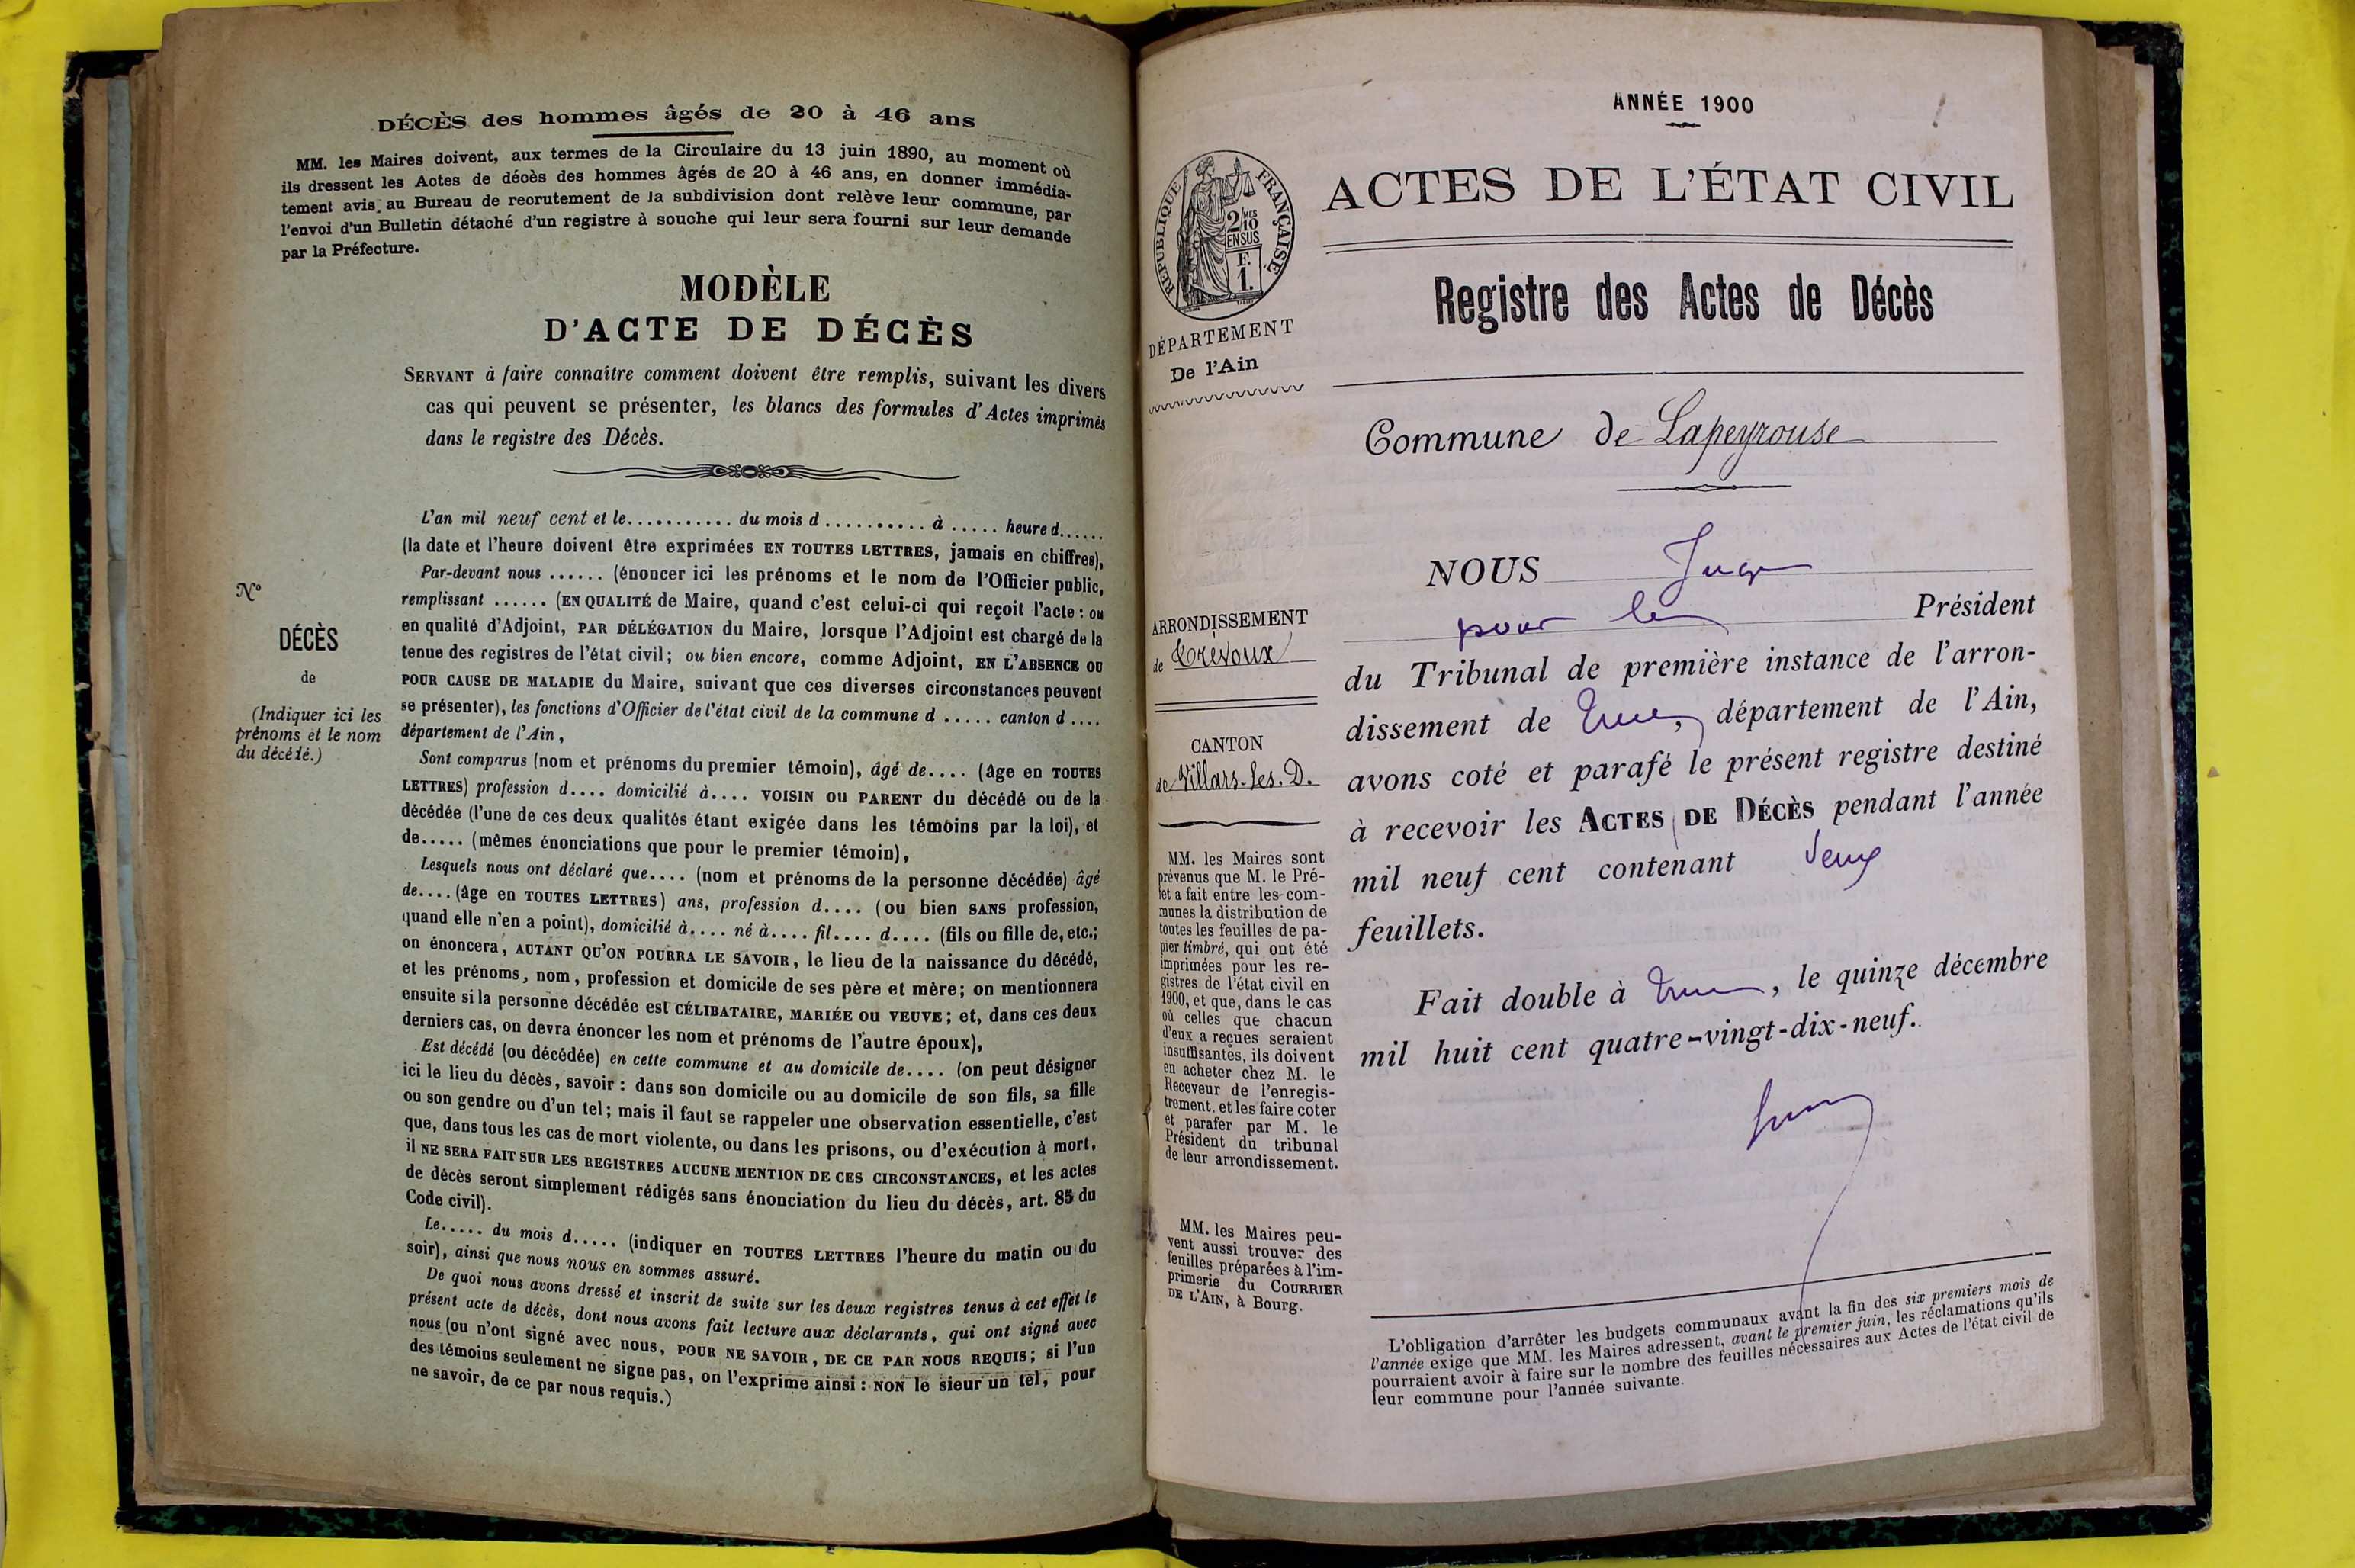 DÉCÈS des hommes âgés de 20 à 46 ans
MM. les Maires doivent, aux termes de la Circulaire du 13 juin 1890, au moment où
ils dressent les Actes de décès des hommes âgés de 20 à 46 ans, en donner immédia-
tement avis au Bureau de recrutement de la subdivision dont relève leur commune, par
l'envoi d'un Bulletin détaché d'un registre à souche qui leur sera fourni sur leur demande
par la Préfecture.
MODÈLE
D'ACTE DE DÉCÈS
SERVANT à faire connaître comment doivent être remplis, suivant les divers
cas qui peuvent se présenter, les blancs des formules d'Actes imprimés
dans le registre des Décès.
L'an mil neuf cent et le........... du mois d .......... à ..... heure d......
(la date et l'heure doivent être exprimées EN TOUTES LETTRES, jamais en chiffres),
Par-devant nous ...... (énoncer ici les prénoms et le nom de l'Officier public,
remplissant ...... (EN QUALITÉ de Maire, quand c'est celui-ci qui reçoit l'acte : ou
en qualité d'Adjoint, PAR DÉLÉGATION du Maire, lorsque l'Adjoint est chargé de la
tenue des registres de l'état civil; ou bien encore, comme Adjoint, EN L'ABSENCE OU
POUR CAUSE DE MALADIE du Maire, suivant que ces diverses circonstances peuvent
se présenter), les fonctions d'Officier de l'état civil de la commune d ..... canton d ....
département de l'Ain,
Sont comparus (nom et prénoms du premier témoin), âgé de.... (âge en TOUTES
LETTRES) profession d.... domicilié à.... VOISIN OU PARENT du décédé ou de la
décédée (l'une de ces deux qualités étant exigée dans les témoins par la loi), et
de..... (mêmes énonciations que pour le premier témoin),
Lesquels nous ont déclaré que.... (nom et prénoms de la personne décédée) âgé
de.... (âge en TOUTES LETTRES) ans, profession d.... (ou bien SANS profession,
quand elle n'en a point), domicilié à.... né à.... fil.... d.... (fils ou fille de, etc.;
on énoncera, AUTANT QU'ON POURRA LE SAVOIR, le lieu de la naissance du décédé,
et les prénoms, nom, profession et domicile de ses père et mère; on mentionnera
ensuite si la personne décédée est CÉLIBATAIRE, MARIÉE OU VEUVE; et, dans ces deux
derniers cas, on devra énoncer les nom et prénoms de l'autre époux),
Est décédé (ou décédée) en cette commune et au domicile de.... (on peut désigner
ici le lieu du décès, savoir : dans son domicile ou au domicile de son fils, sa fille
ou son gendre ou d'un tel; mais il faut se rappeler une observation essentielle, c'est
que, dans tous les cas de mort violente, ou dans les prisons, ou d'exécution à mort,
il NE SERA FAIT SUR LES REGISTRES AUCUNE MENTION DE CES CIRCONSTANCES, et les actes
de décès seront simplement rédigés sans énonciation du lieu du décès, art. 85 du
Code civil).
Le..... du mois d..... (indiquer en TOUTES LETTRES l'heure du matin ou du
soir), ainsi que nous nous en sommes assuré.
De quoi nous avons dressé et inscrit de suite sur les deux registres tenus à cet effet le
présent acte de décès, dont nous avons fait lecture aux déclarants, qui ont signé avec
nous (ou n'ont signé avec nous, POUR NE SAVOIR, DE CE PAR NOUS REQUIS; si l'un
des témoins seulement ne signe pas, on l'exprime ainsi : NON le sieur un tel, pour
ne savoir, de ce par nous requis.)
N°
DÉCÈS
de
(Indiquer ici les
prénoms et le nom
du décédé.)
ANNÉE 1900
RÉPUBLIQUE FRANÇAISE
2/10
MES
EN SUS
F.
1.
ACTES DE L'ÉTAT CIVIL
Registre des Actes de Décès
DÉPARTEMENT
De l'Ain
Commune de Lapeyrouse
NOUS Juge
pour le Président
du Tribunal de première instance de l'arron-
dissement de , département de l'Ain,
avons coté et parafé le présent registre destiné
à recevoir les ACTES DE DÉCÈS pendant l'année
mil neuf cent contenant
feuillets.
Fait double à , le quinze décembre
mil huit cent quatre-vingt-dix-neuf.
ARRONDISSEMENT
de Trévoux
CANTON
de Villars-les-D.
MM. les Maires sont
prévenus que M. le Pré-
fet a fait entre les com-
munes la distribution de
toutes les feuilles de pa-
pier timbré, qui ont été
imprimées pour les re-
gistres de l'état civil en
1900, et que, dans le cas
où celles que chacun
d'eux a reçues seraient
insuffisantes, ils doivent
en acheter chez M. le
Receveur de l'enregis-
trement, et les faire coter
et parafer par M. le
Président du tribunal
de leur arrondissement.
MM. les Maires peu-
vent aussi trouver des
feuilles préparées à l'im-
primerie du COURRIER
DE L'AIN, à Bourg.
L'obligation d'arrêter les budgets communaux avant la fin des six premiers mois de
l'année exige que MM. les Maires adressent, avant le premier juin, les réclamations qu'ils
pourraient avoir à faire sur le nombre des feuilles nécessaires aux Actes de l'état civil de
leur commune pour l'année suivante.